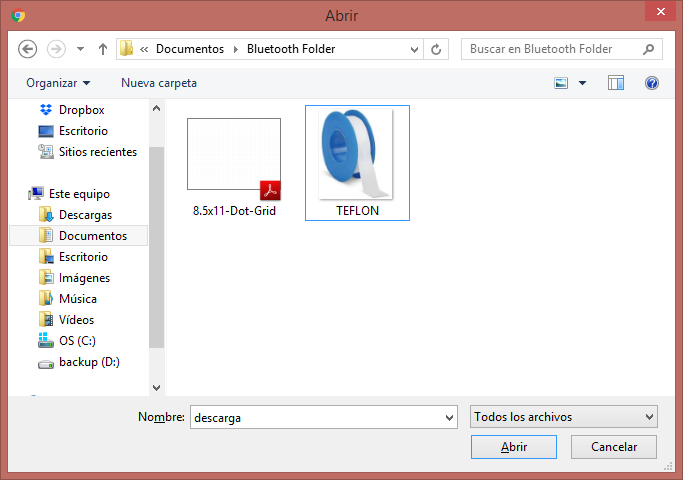 Abrir
« Documentos Bluetooth Folder
Buscar en Bluetooth Folder
Organizar Nueva carpeta
Dropbox
Escritorio
Sitios recientes
Este equipo
Descargas
Documentos
Escritorio
Imágenes
Música
Vídeos
OS (C:)
backup (D:)
8.5x11-Dot-Grid
TEFLON
Nombre: descarga
Todos los archivos
Abrir Cancelar